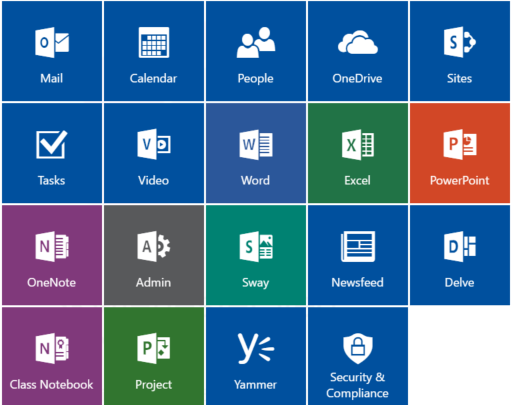 Mail
Calendar
People
OneDrive
Sites
Tasks
Video
Word
Excel
PowerPoint
OneNote
Admin
Sway
Newsfeed
Delve
Class Notebook
Project
Yammer
Security &
Compliance